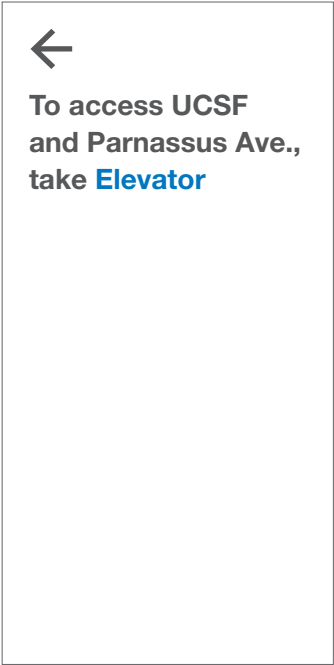 To access UCSF
and Parnassus Ave.,
take Elevator